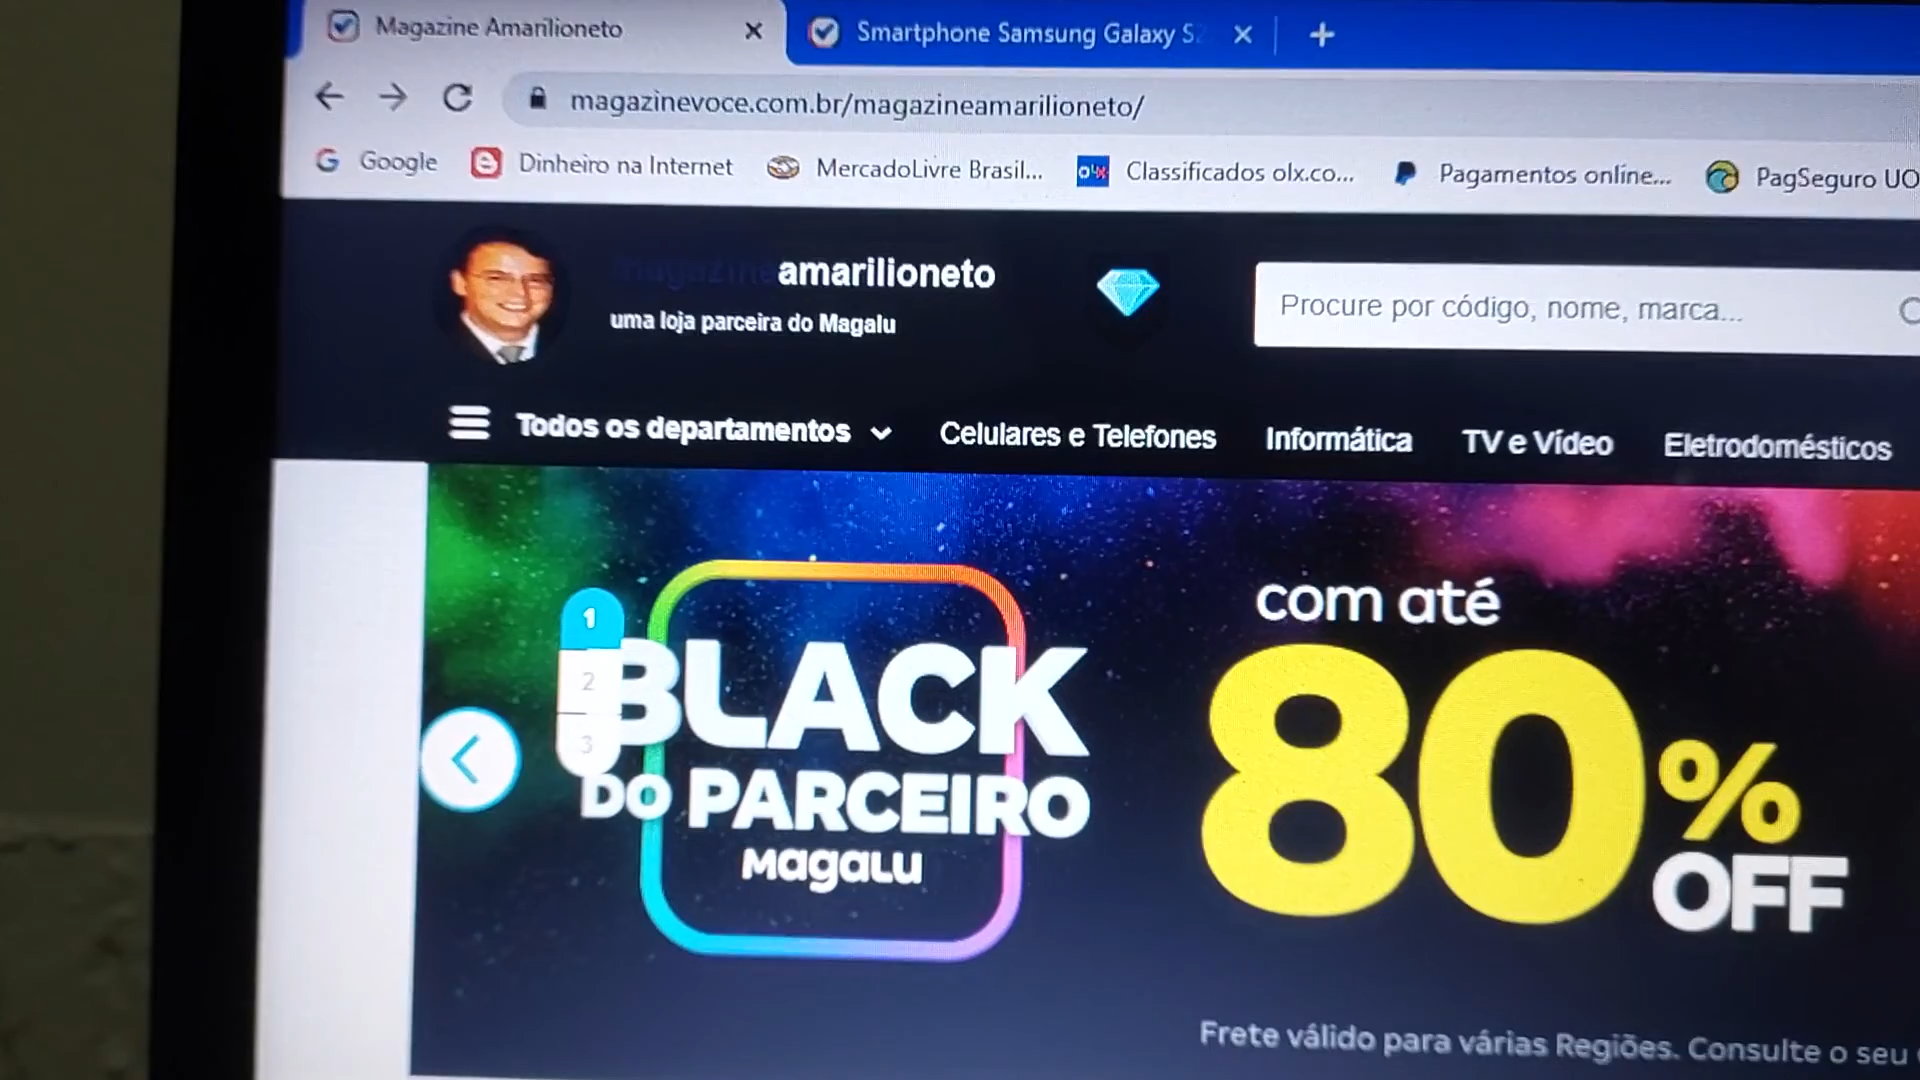 Magazine Amarilioneto
Smartphone Samsung Galaxy S
magazinevoce.com.br/magazineamarilioneto/
Google
Dinheiro na Internet
MercadoLivre Brasil...
olx
Classificados olx.co...
Pagamentos online...
PagSeguro UO
magazineamarilioneto
uma loja parceira do Magalu
Procure por código, nome, marca...
Todos os departamentos
Celulares e Telefones
Informática
TV e Vídeo
Eletrodomésticos
1
2
3
BLACK
DO PARCEIRO
Magalu
com até
80%
OFF
Frete válido para várias Regiões. Consulte o seu